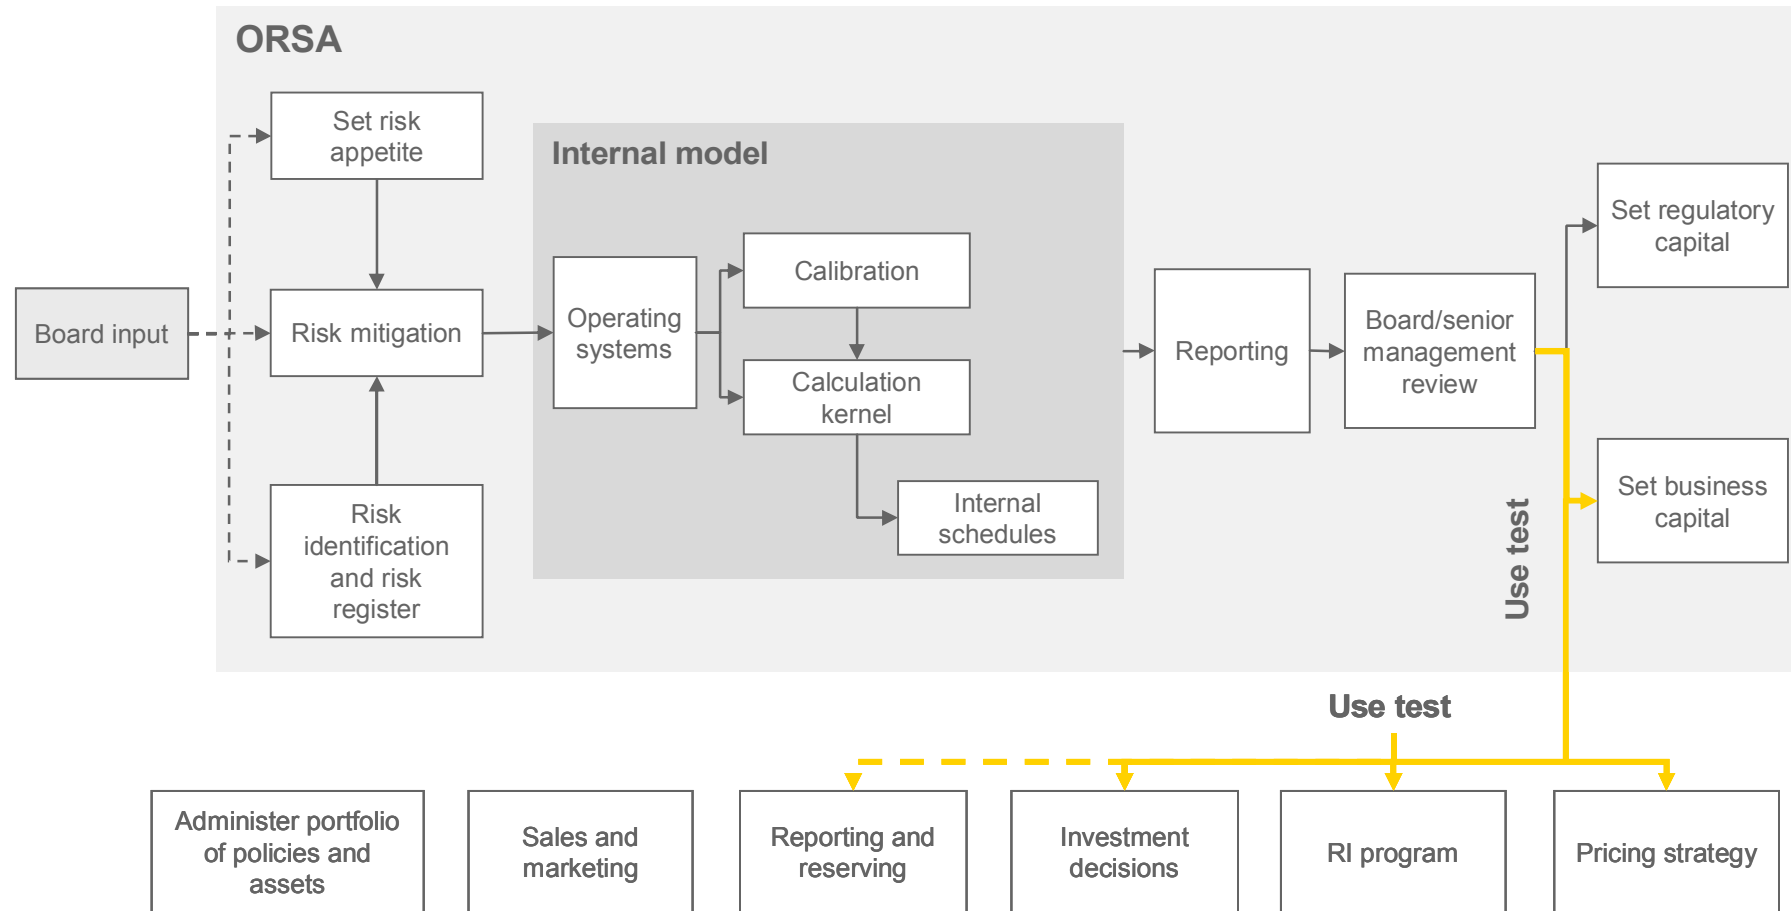 ORSA
Set risk
appetite
Internal model
Set regulatory
capital
Calibration
Board input
Risk mitigation
Operating
systems
Reporting
Board/senior
management
review
Calculation
kernel
Risk
identification
and risk
register
Internal
schedules
Set business
capital
Use test
Use test
Administer portfolio
of policies and
assets
Sales and
marketing
Reporting and
reserving
Investment
decisions
RI program
Pricing strategy